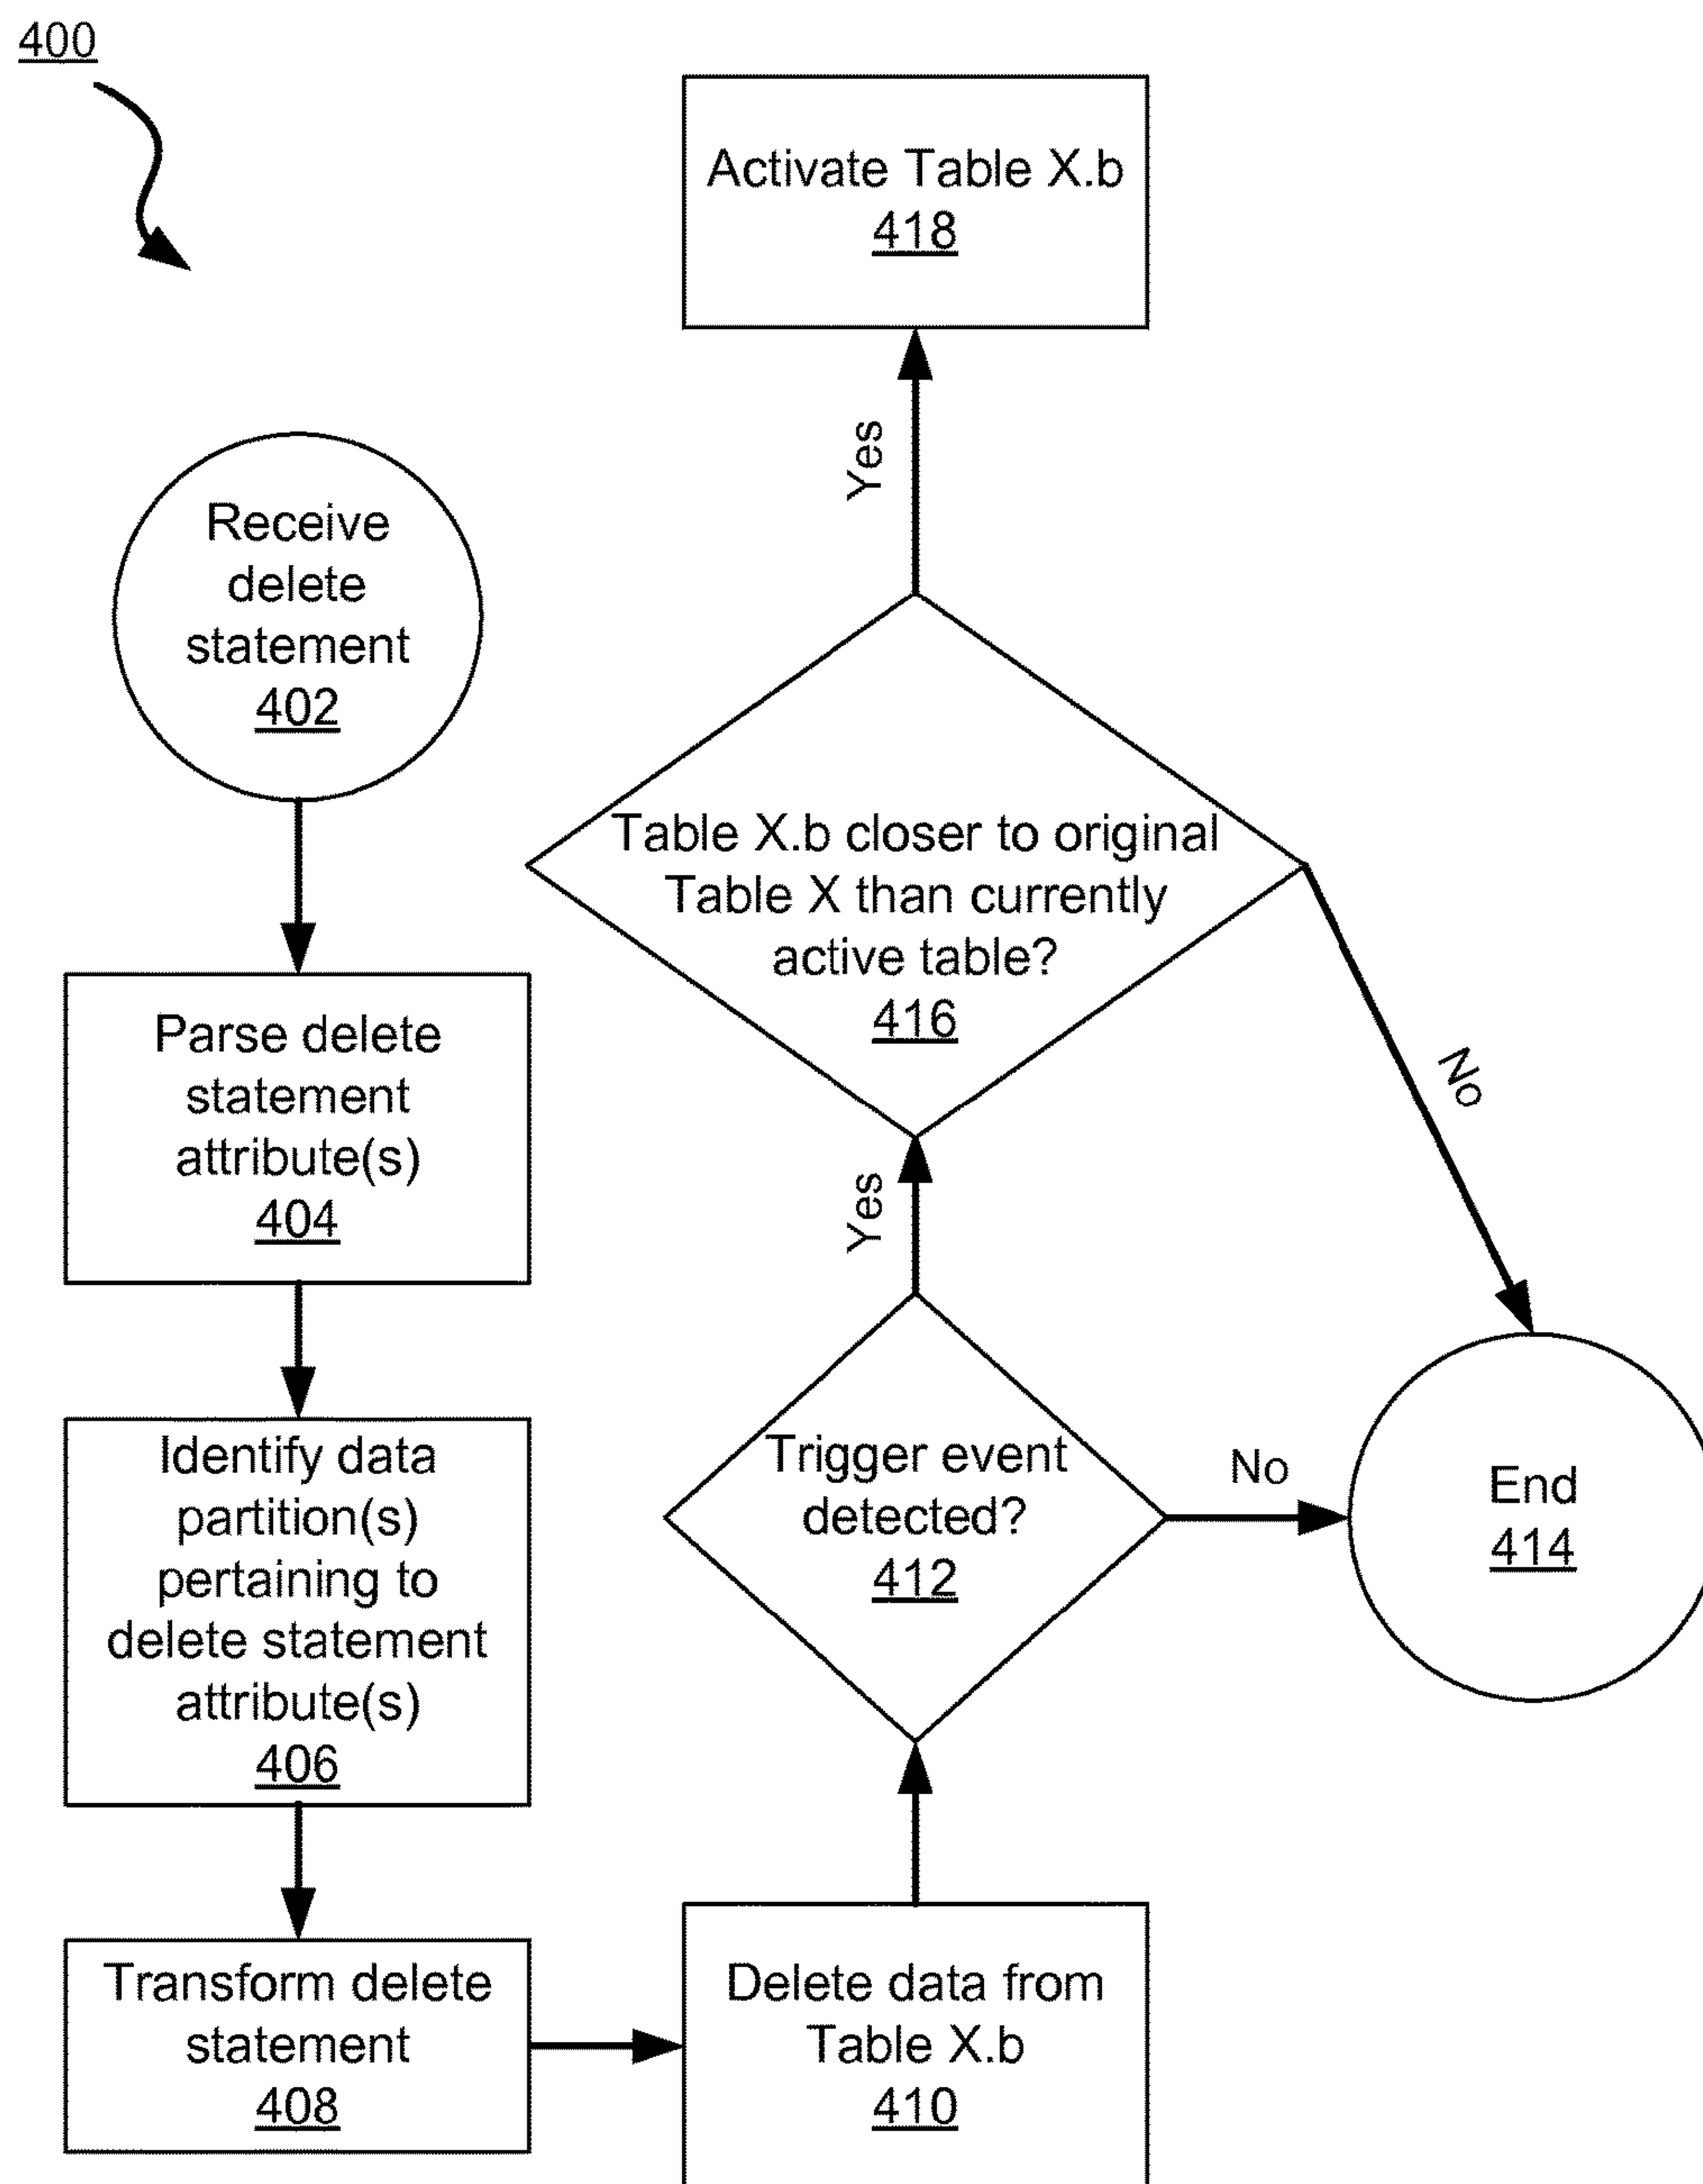 400
Receive
delete
statement
402
Parse delete
statement
attribute(s)
404
Identify data
partition(s)
pertaining to
delete statement
attribute(s)
406
Transform delete
statement
408
Delete data from
Table X.b
410
Trigger event
detected?
412
No
End
414
Yes
Table X.b closer to original
Table X than currently
active table?
416
No
Yes
Activate Table X.b
418